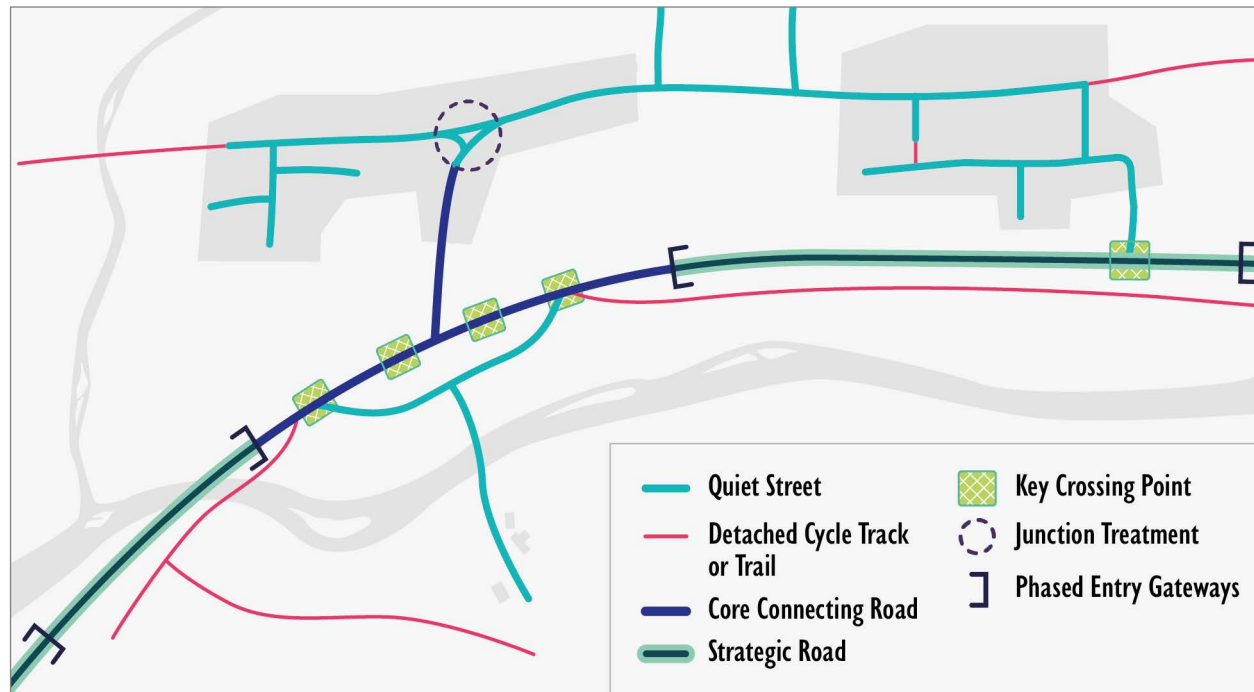 Quiet Street
Detached Cycle Track
or Trail
Core Connecting Road
Strategic Road
Key Crossing Point
Junction Treatment
Phased Entry Gateways